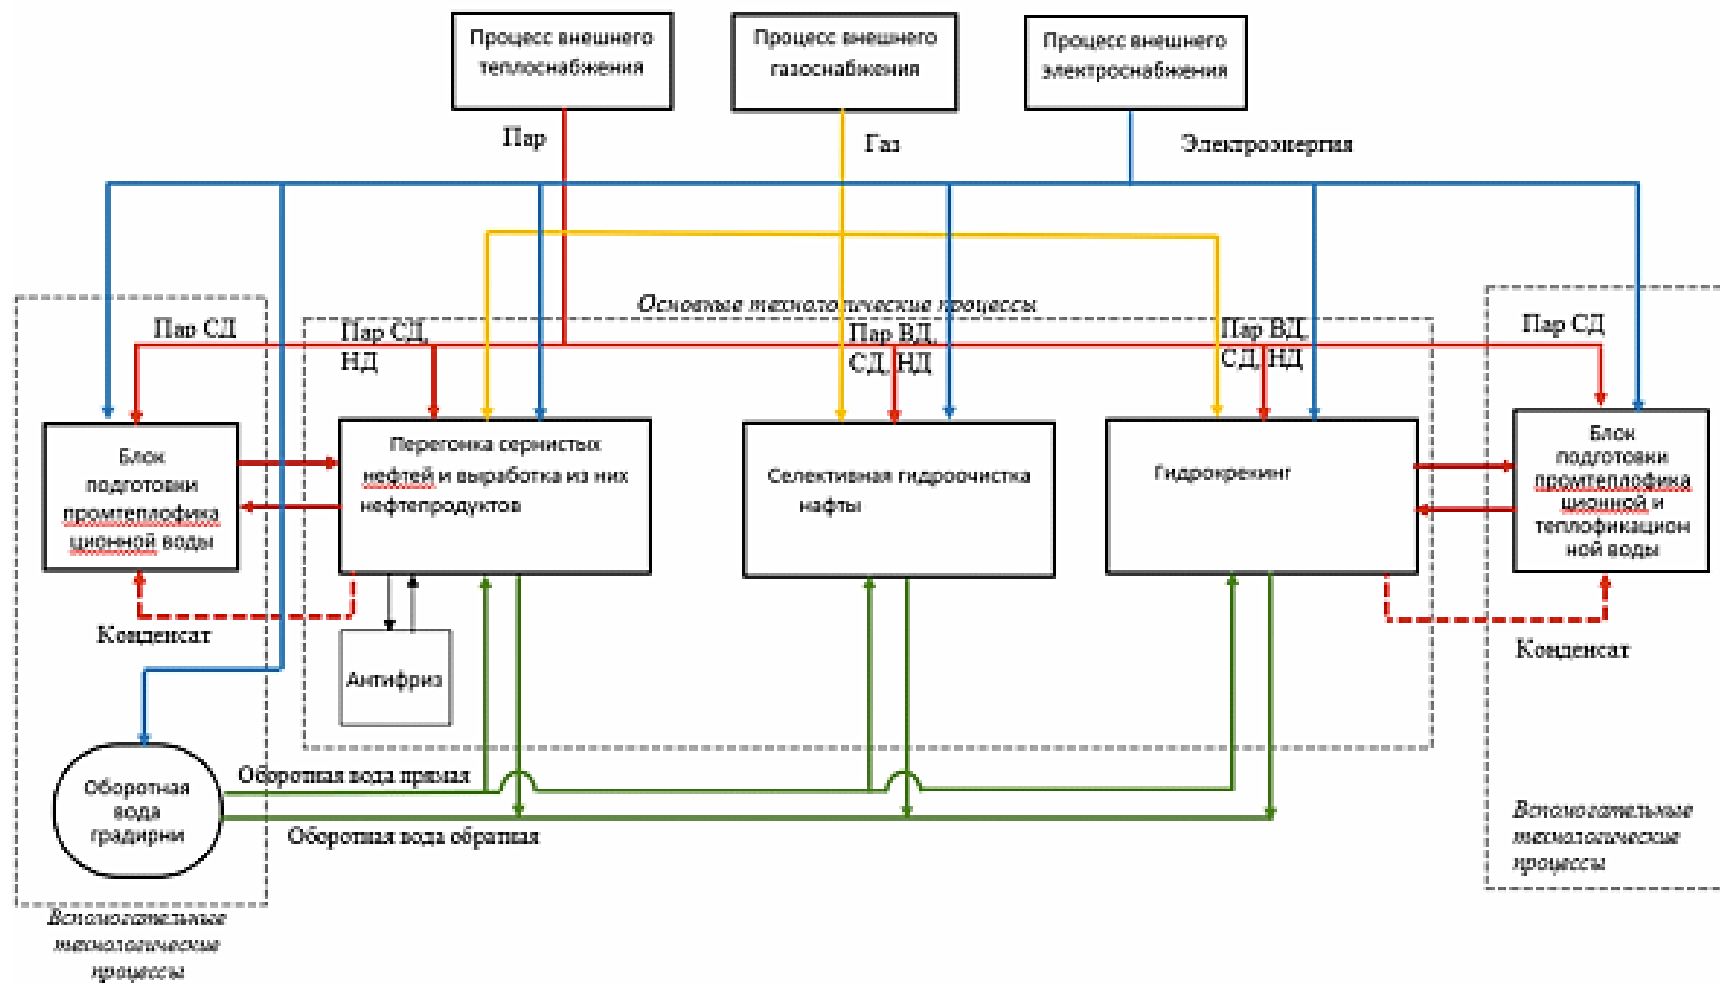 Процесс внешнего
теплоснабжения
Процесс внешнего
газоснабжения
Процесс внешнего
электроснабжения
Пар
Газ
Электроэнергия
Основные технологические процессы
Пар СД
Пар СД,
НД
Пар ВД,
СД, НД
Пар ВД,
СД, НД
Пар СД
Блок
подготовки
промтеплофика
ционной воды
Перегонка сернистых
нефтей и выработка из них
нефтепродуктов
Селективная гидроочистка
нафты
Гидрокрекинг
Блок
подготовки
промтеплофика
ционной и
теплофикацион
ной воды
Конденсат
Конденсат
Антифриз
Оборотная
вода
градирни
Оборотная вода прямая
Оборотная вода обратная
Вспомогательные
технологические
процессы
Вспомогательные
технологические
процессы